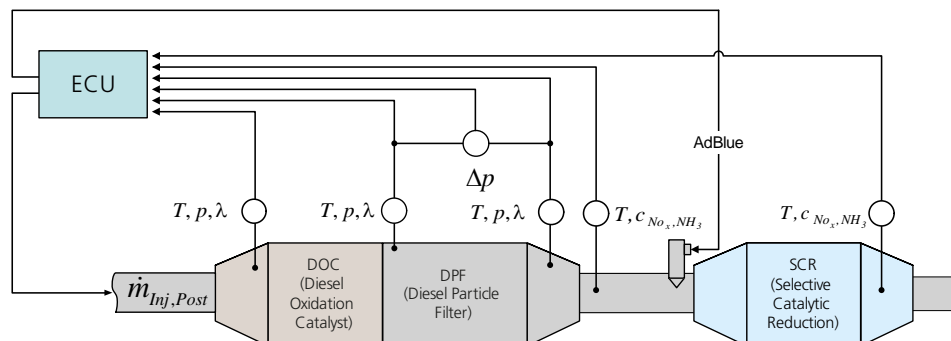 ECU
AdBlue
Δp
T, p, λ
T, p, λ
T, p, λ
T, c_{No_x, NH_3}
T, c_{No_x, NH_3}
ṁ_{Inj,Post}
DOC
(Diesel
Oxidation
Catalyst)
DPF
(Diesel Particle
Filter)
SCR
(Selective
Catalytic
Reduction)